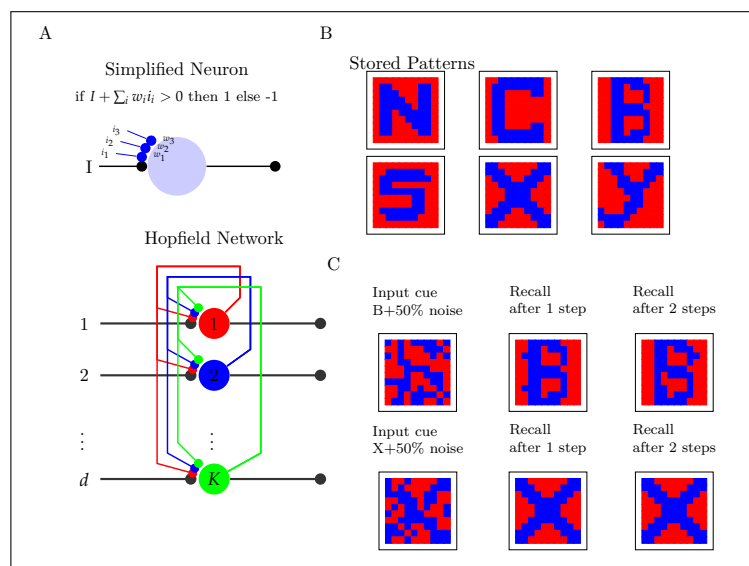 A
Simplified Neuron
if I + ∑ᵢ wᵢiᵢ > 0 then 1 else -1
i₃
w₃
i₂
w₂
i₁
w₁
I
Hopfield Network
1
1
2
2
⋮
⋮
d
K
B
Stored Patterns
N C B
S X Y
C
Input cue
B+50% noise
Recall
after 1 step
Recall
after 2 steps
B B
Input cue
X+50% noise
Recall
after 1 step
Recall
after 2 steps
X X